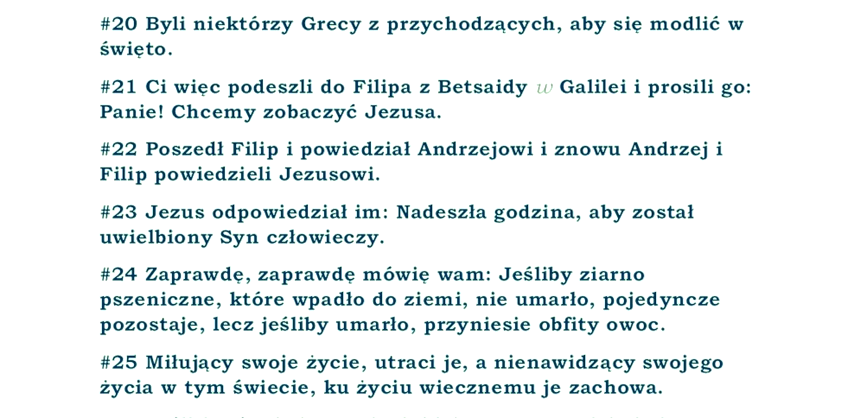 #20 Byli niektórzy Grecy z przychodzących, aby się modlić w
święto.
#21 Ci więc podeszli do Filipa z Betsaidy w Galilei i prosili go:
Panie! Chcemy zobaczyć Jezusa.
#22 Poszedł Filip i powiedział Andrzejowi i znowu Andrzej i
Filip powiedzieli Jezusowi.
#23 Jezus odpowiedział im: Nadeszła godzina, aby został
uwielbiony Syn człowieczy.
#24 Zaprawdę, zaprawdę mówię wam: Jeśliby ziarno
pszeniczne, które wpadło do ziemi, nie umarło, pojedyncze
pozostaje, lecz jeśliby umarło, przyniesie obfity owoc.
#25 Miłujący swoje życie, utraci je, a nienawidzący swojego
życia w tym świecie, ku życiu wiecznemu je zachowa.